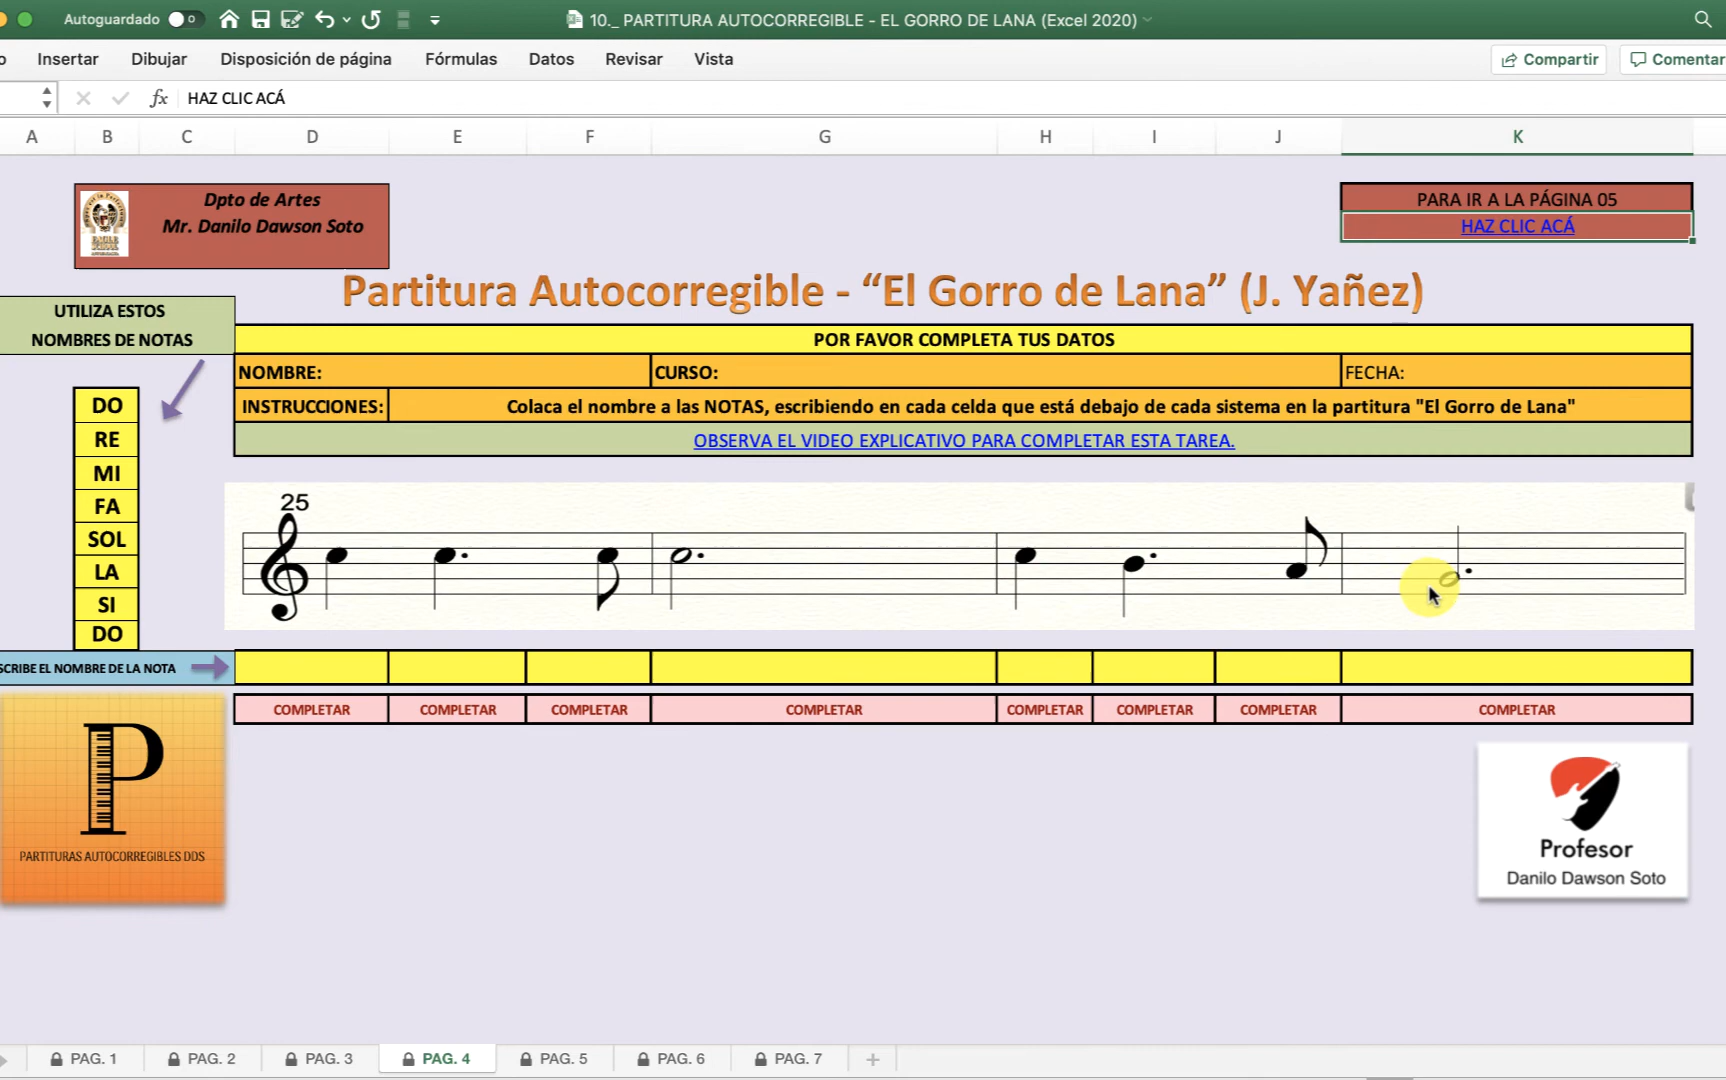 Autoguardado 0 10._ PARTITURA AUTOCORREGIBLE - EL GORRO DE LANA (Excel 2020)
o Insertar Dibujar Disposición de página Fórmulas Datos Revisar Vista Compartir Comentar
fx HAZ CLIC ACÁ
A B C D E F G H I J K
Dpto de Artes
Mr. Danilo Dawson Soto
PARA IR A LA PÁGINA 05
HAZ CLIC ACÁ
Partitura Autocorregible - “El Gorro de Lana” (J. Yañez)
UTILIZA ESTOS
NOMBRES DE NOTAS
POR FAVOR COMPLETA TUS DATOS
NOMBRE: CURSO: FECHA:
INSTRUCCIONES: Colaca el nombre a las NOTAS, escribiendo en cada celda que está debajo de cada sistema en la partitura "El Gorro de Lana"
OBSERVA EL VIDEO EXPLICATIVO PARA COMPLETAR ESTA TAREA.
DO
RE
MI
FA
SOL
LA
SI
DO
25
SCRIBE EL NOMBRE DE LA NOTA
COMPLETAR COMPLETAR COMPLETAR COMPLETAR COMPLETAR COMPLETAR COMPLETAR COMPLETAR
P
PARTITURAS AUTOCORREGIBLES DDS
Profesor
Danilo Dawson Soto
PAG. 1 PAG. 2 PAG. 3 PAG. 4 PAG. 5 PAG. 6 PAG. 7 +